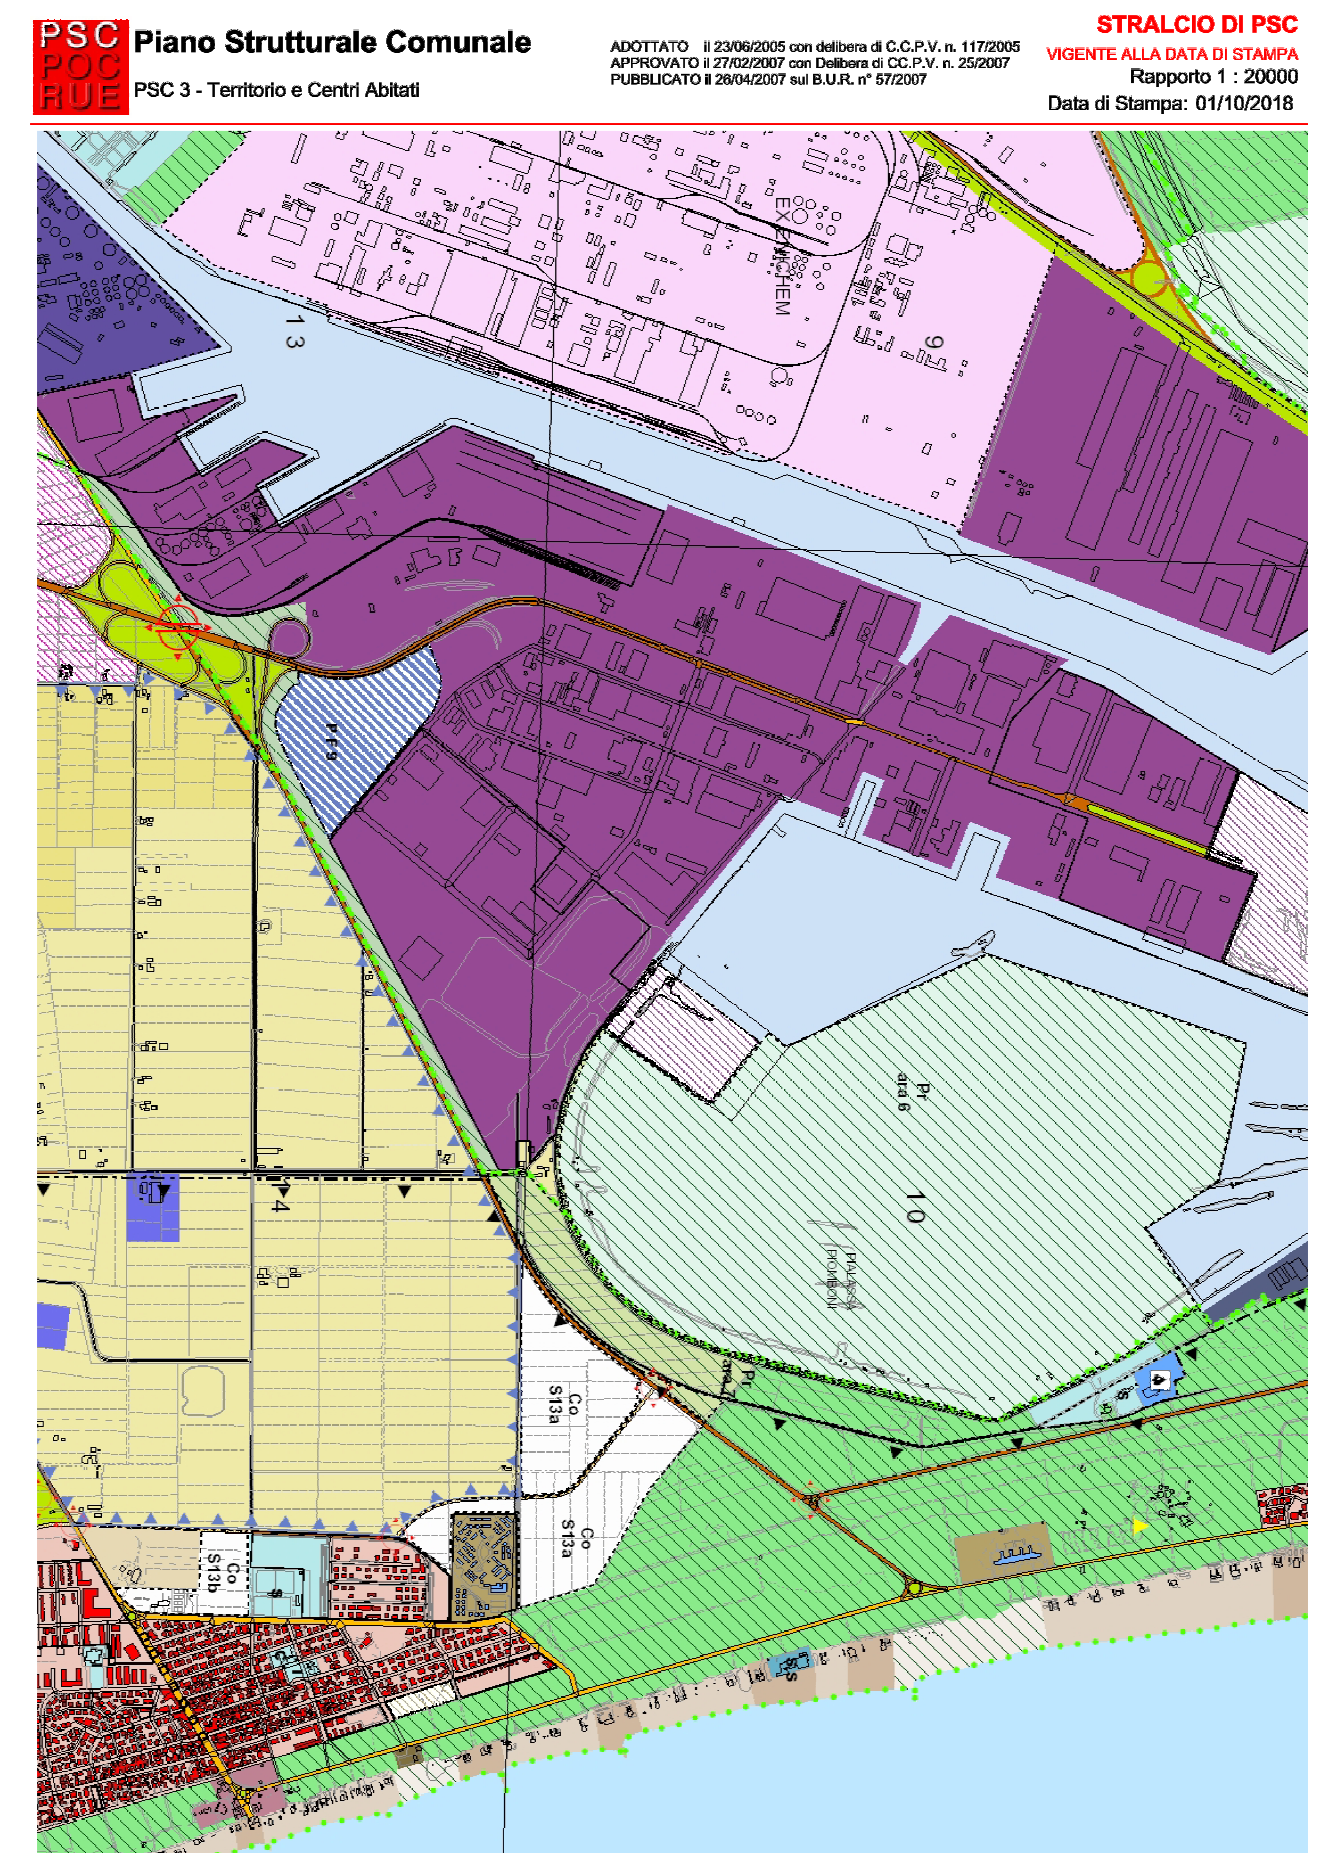 PSC
POC
RUE
Piano Strutturale Comunale
PSC 3 - Territorio e Centri Abitati
ADOTTATO il 23/06/2005 con delibera di C.C.P.V. n. 117/2005
APPROVATO il 27/02/2007 con Delibera di CC.P.V. n. 25/2007
PUBBLICATO il 26/04/2007 sul B.U.R. n° 57/2007
STRALCIO DI PSC
VIGENTE ALLA DATA DI STAMPA
Rapporto 1 : 20000
Data di Stampa: 01/10/2018
13
9
Pr
ara 6
10
PIALASSA
PIOMBONI
14
Co
S13a
Pr
4
S
Co
S13a
Co
S13b
S
S